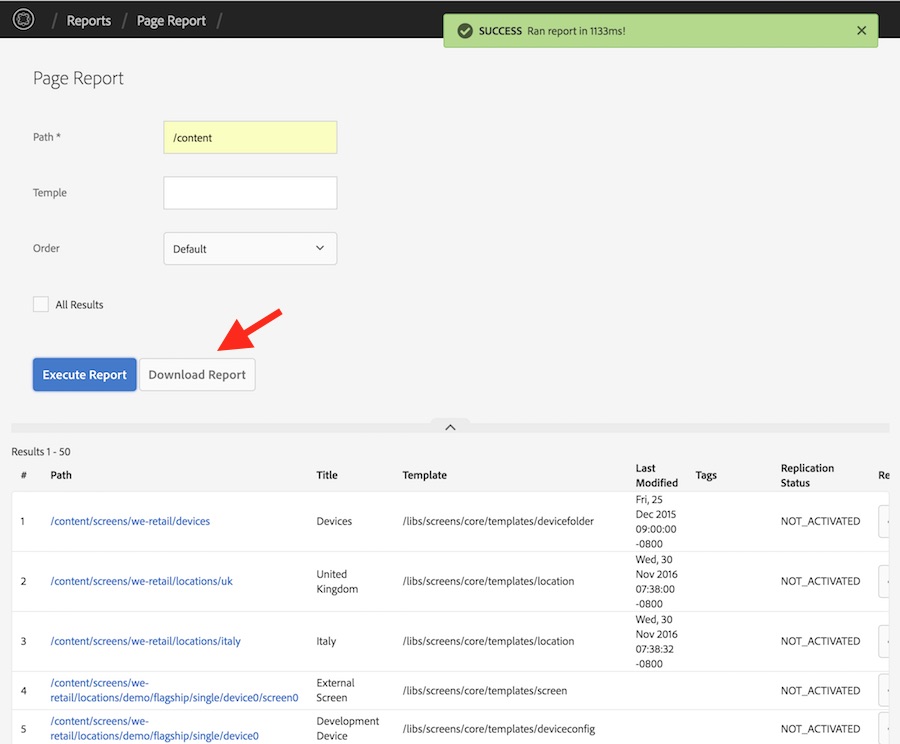 Reports / Page Report /
SUCCESS Ran report in 1133ms!
Page Report
Path *
/content
Temple
Order
Default
All Results
Execute Report
Download Report
Results 1 - 50
# Path Title Template Last Modified Tags Replication Status Re
1 /content/screens/we-retail/devices Devices /libs/screens/core/templates/devicefolder Fri, 25 Dec 2015 09:00:00 -0800 NOT_ACTIVATED
2 /content/screens/we-retail/locations/uk United Kingdom /libs/screens/core/templates/location Wed, 30 Nov 2016 07:38:00 -0800 NOT_ACTIVATED
3 /content/screens/we-retail/locations/italy Italy /libs/screens/core/templates/location Wed, 30 Nov 2016 07:38:32 -0800 NOT_ACTIVATED
4 /content/screens/we-retail/locations/demo/flagship/single/device0/screen0 External Screen /libs/screens/core/templates/screen NOT_ACTIVATED
5 /content/screens/we-retail/locations/demo/flagship/single/device0 Development Device /libs/screens/core/templates/deviceconfig NOT_ACTIVATED